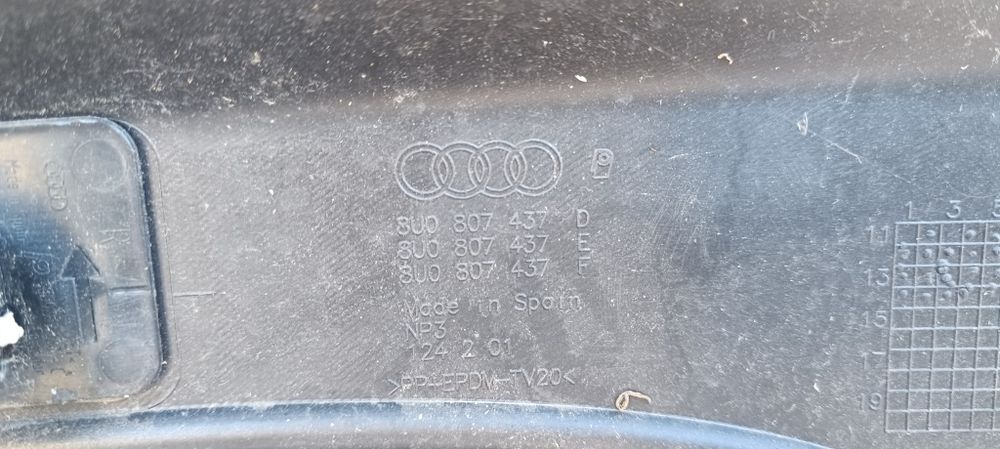 8U0 807 437 D
8U0 807 437 E
8U0 807 437 F
Made in Spain
NP3
124 2 01
>PP+EPDM-TV20<
1 3 5
11
13
15
17
19